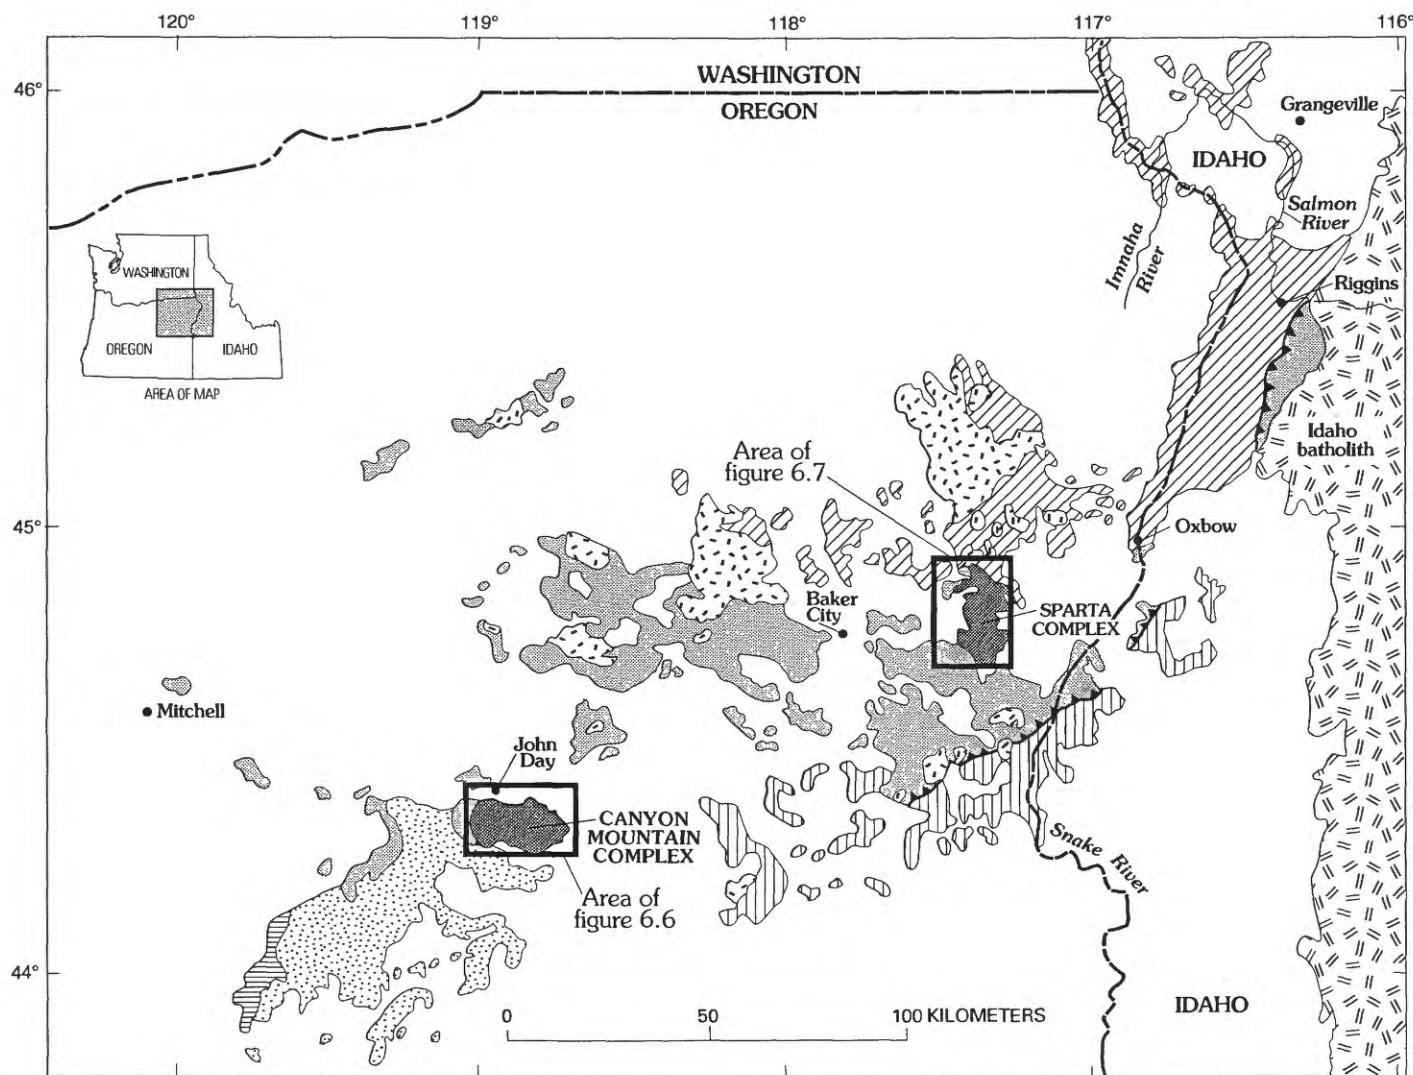 120°
119°
118°
117°
116°
46°
WASHINGTON
OREGON
Grangeville
IDAHO
Salmon
River
Imnaha
River
WASHINGTON
OREGON
IDAHO
AREA OF MAP
Riggins
Idaho
batholith
Area of
figure 6.7
45°
Oxbow
Baker
City
SPARTA
COMPLEX
Mitchell
John
Day
CANYON
MOUNTAIN
COMPLEX
Snake River
Area of
figure 6.6
44°
0
50
100 KILOMETERS
IDAHO